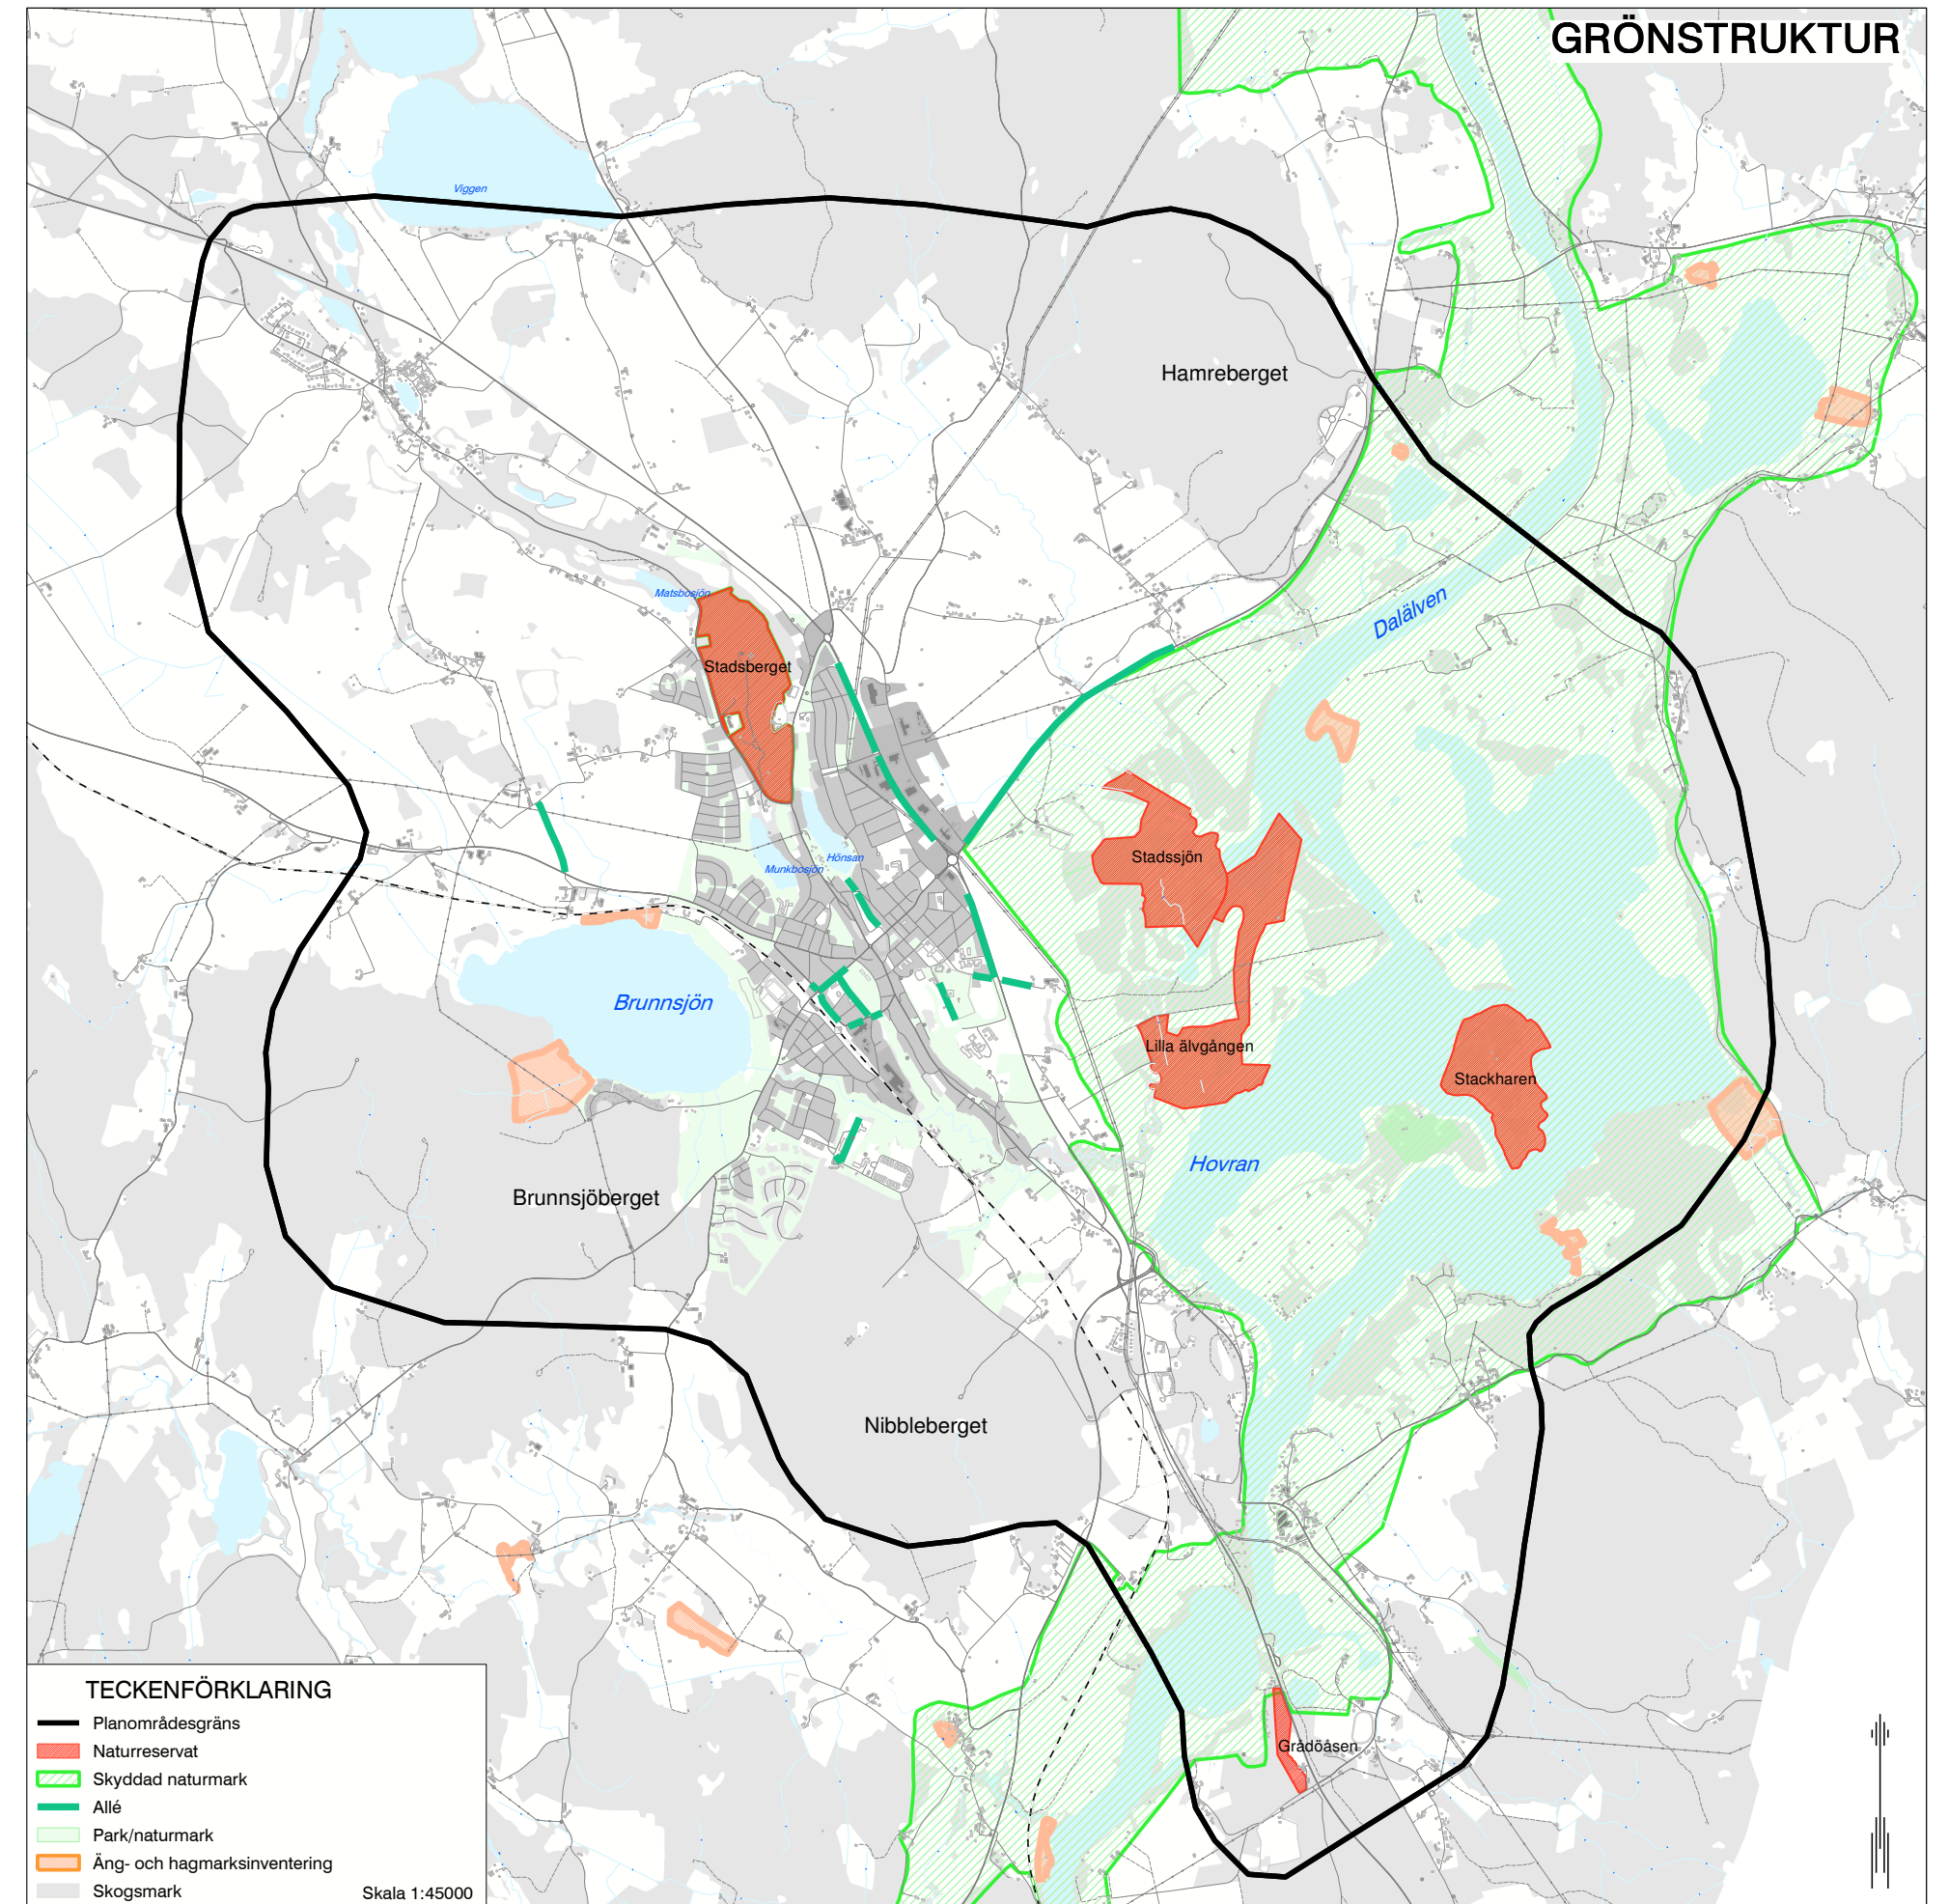 GRÖNSTRUKTUR
Viggen
Hamreberget
Matsbosjön
Dalälven
Stadsberget
Stadssjön
Hönsan
Munkbosjön
Brunnsjön
Lilla älvgången
Stackharen
Hovran
Brunnsjöberget
Nibbleberget
Grådöåsen
TECKENFÖRKLARING
Planområdesgräns
Naturreservat
Skyddad naturmark
Allé
Park/naturmark
Äng- och hagmarksinventering
Skogsmark
Skala 1:45000